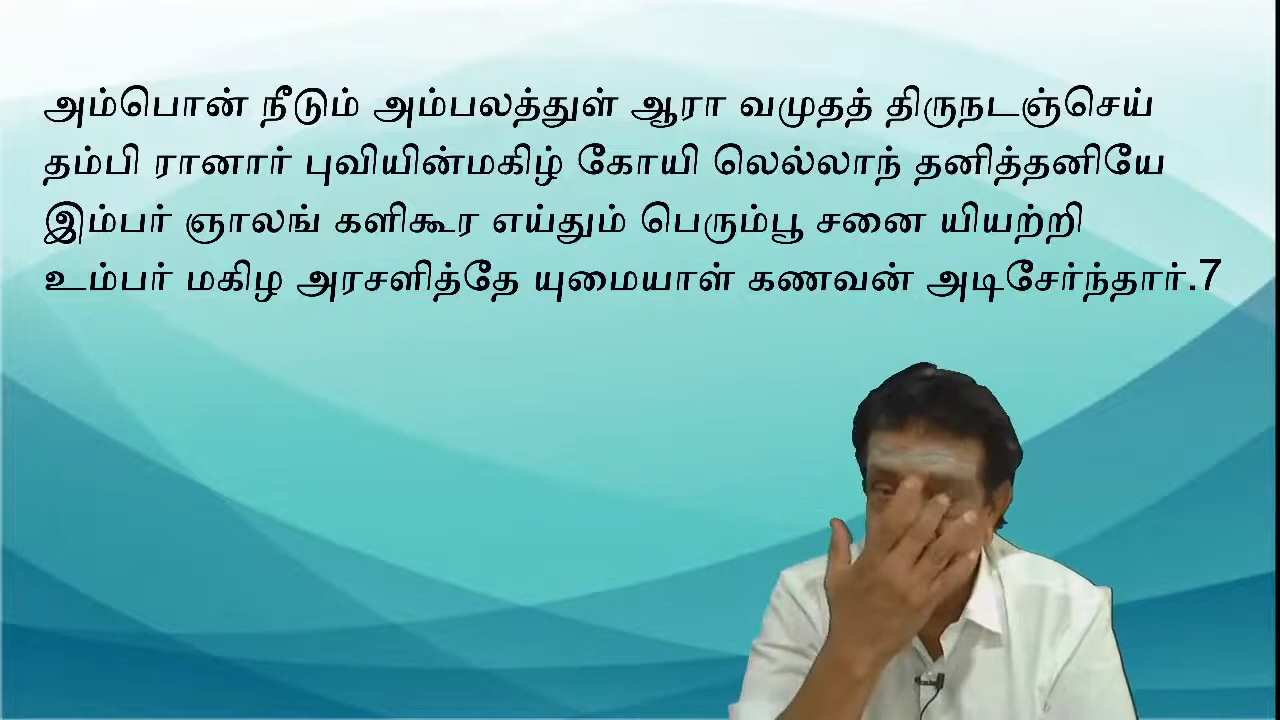 அம்பொன் நீடும் அம்பலத்துள் ஆரா வமுதத் திருநடஞ்செய்
தம்பி ரானார் புவியின்மகிழ் கோயி லெல்லாந் தனித்தனியே
இம்பர் ஞாலங் களிகூர எய்தும் பெரும்பூ சனை யியற்றி
உம்பர் மகிழ அரசளித்தே யுமையாள் கணவன் அடிசேர்ந்தார்.7